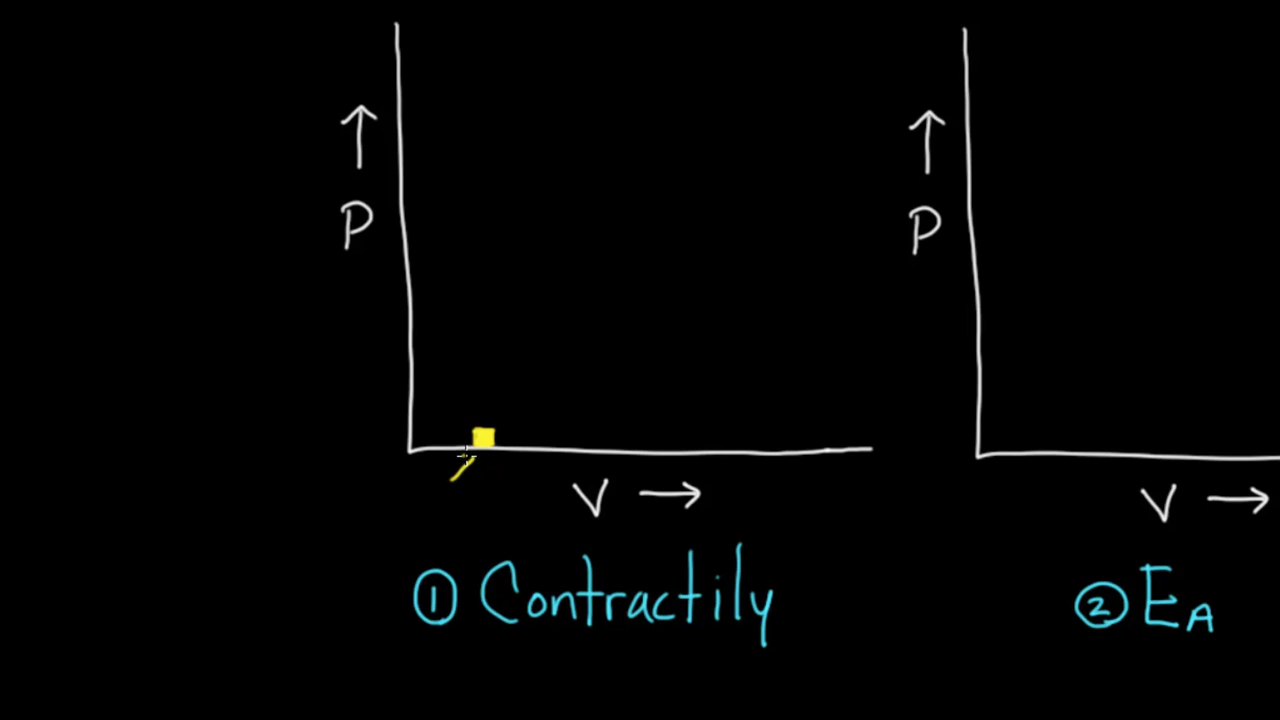 P
P
V →
V →
① Contractily
② EA